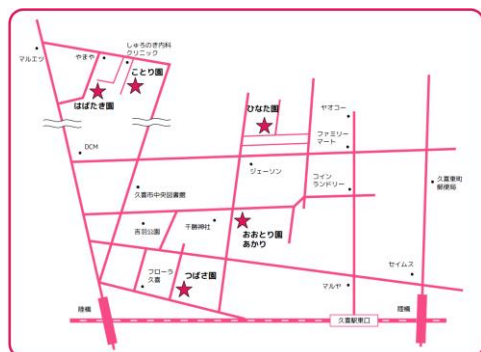 しゅろのき内科
クリニック
マルエツ
やまや
ことり園
はばたき園
ひなた園
ヤオコー
ファミリー
マート
DCM
ジェーソン
コイン
ランドリー
久喜東町
郵便局
久喜市中央図書館
吉羽公園
千勝神社
おおとり園
あかり
フローラ
久喜
つばさ園
セイムス
マルヤ
陸橋
陸橋
久喜駅東口